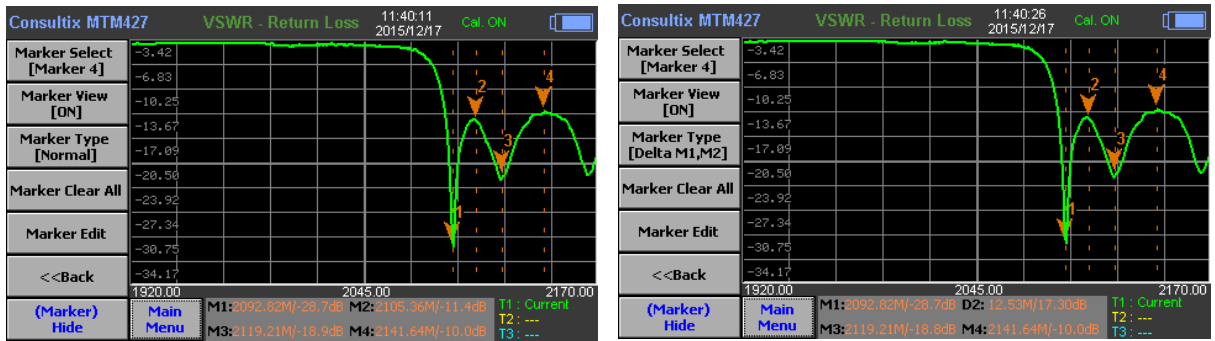 Consultix MTM427 VSWR - Return Loss 11:40:11 Cal. ON
2015/12/17
Marker Select
[Marker 4]
Marker View
[ON]
Marker Type
[Normal]
Marker Clear All
Marker Edit
<<Back
(Marker)
Hide
-3.42
-6.83
-10.25
-13.67
-17.09
-20.50
-23.92
-27.34
-30.75
-34.17
1
2
3
4
1920.00 2045.00 2170.00
Main
Menu
M1:2092.82M/-28.7dB M2:2105.36M/-11.4dB
M3:2119.21M/-18.9dB M4:2141.64M/-10.0dB
T1 : Current
T2 : ---
T3 : ---
Consultix MTM427 VSWR - Return Loss 11:40:26 Cal. ON
2015/12/17
Marker Select
[Marker 4]
Marker View
[ON]
Marker Type
[Delta M1,M2]
Marker Clear All
Marker Edit
<<Back
(Marker)
Hide
-3.42
-6.83
-10.25
-13.67
-17.09
-20.50
-23.92
-27.34
-30.75
-34.17
1
2
3
4
1920.00 2045.00 2170.00
Main
Menu
M1:2092.82M/-28.7dB D2: 12.53M/17.30dB
M3:2119.21M/-18.8dB M4:2141.64M/-10.0dB
T1 : Current
T2 : ---
T3 : ---